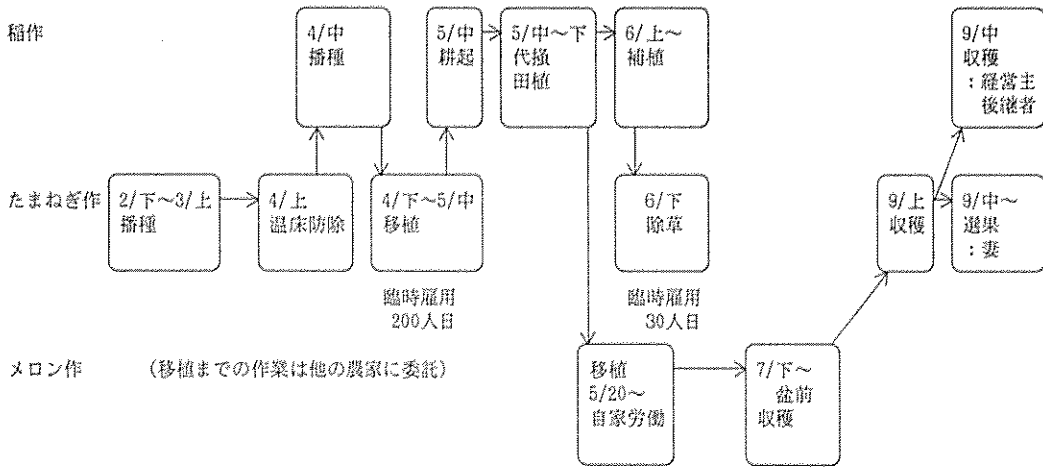 稲作
4/中
播種
5/中
耕起
5/中～下
代掻
田植
6/上～
補植
9/中
収穫
：経営主
後継者
たまねぎ作
2/下～3/上
播種
4/上
温床防除
4/下～5/中
移植
6/下
除草
9/上
収穫
9/中～
選果
：妻
臨時雇用
200人日
臨時雇用
30人日
メロン作
（移植までの作業は他の農家に委託）
移植
5/20～
自家労働
7/下～
盆前
収穫